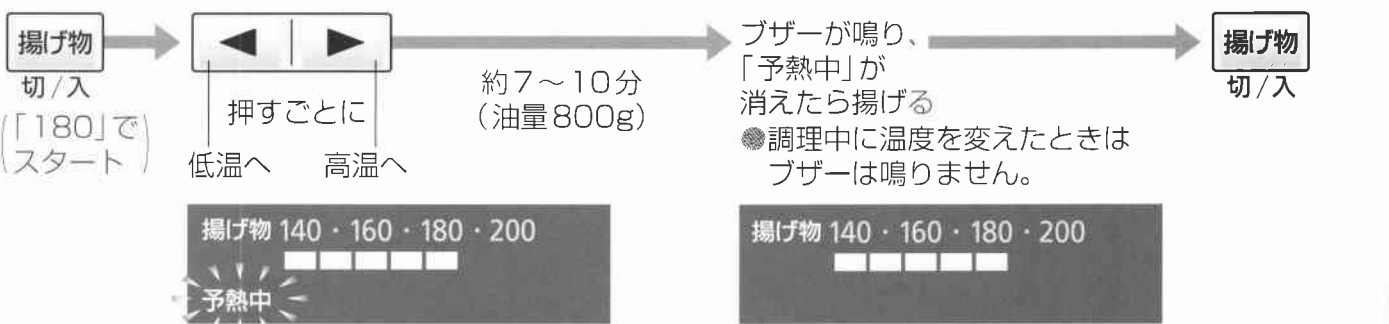 揚げ物
切/入
(「180」で
スタート)
◀ | ▶
押すごとに
低温へ 高温へ
約7～10分
(油量800g)
ブザーが鳴り、
「予熱中」が
消えたら揚げる
●調理中に温度を変えたときは
ブザーは鳴りません。
揚げ物
切/入
揚げ物 140・160・180・200
予熱中
揚げ物 140・160・180・200